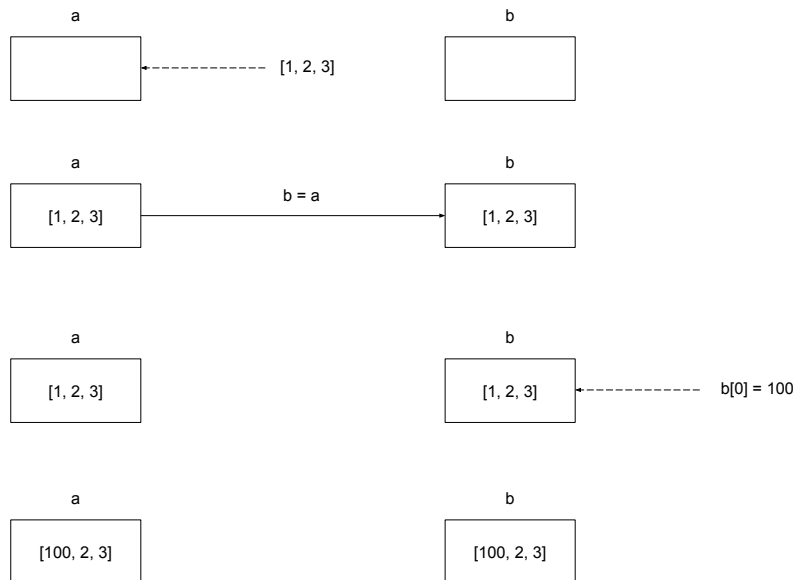 a
b
[1, 2, 3]
a
b
[1, 2, 3]
b = a
[1, 2, 3]
a
b
[1, 2, 3]
[1, 2, 3]
b[0] = 100
a
b
[100, 2, 3]
[100, 2, 3]